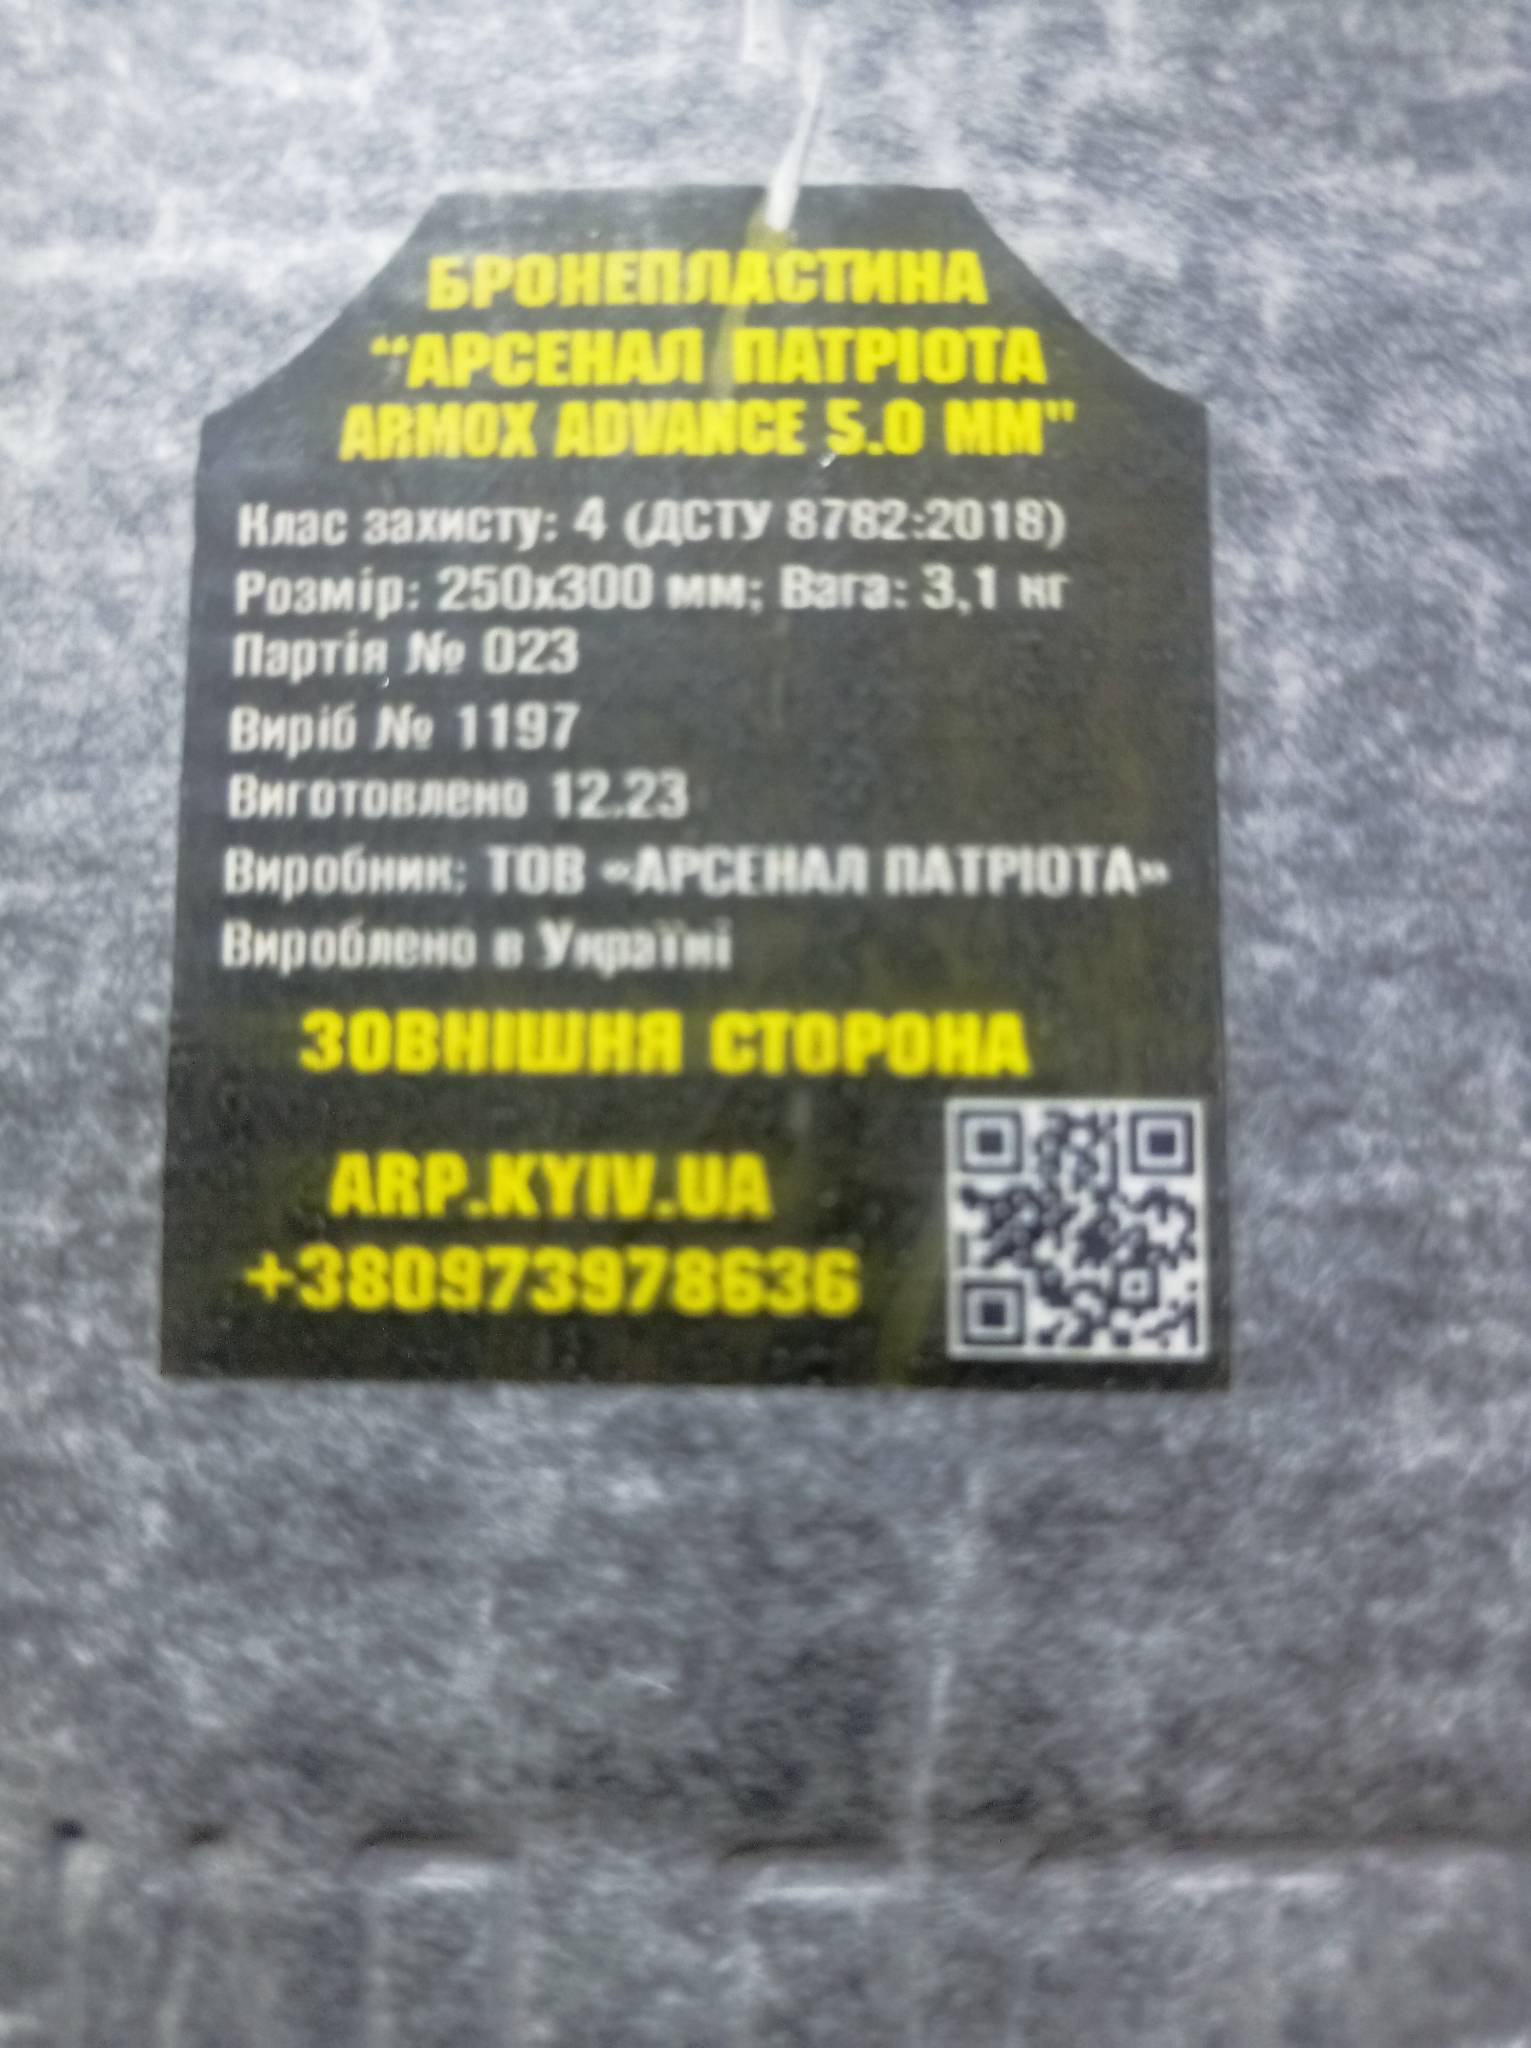 БРОНЕПЛАСТИНА
“АРСЕНАЛ ПАТРІОТА
ARMOX ADVANCE 5.0 ММ"
Клас захисту: 4 (ДСТУ 8782:2018)
Розмір: 250х300 мм; Вага: 3,1 кг
Партія № 023
Виріб № 1197
Виготовлено 12.23
Виробник: ТОВ «АРСЕНАЛ ПАТРІОТА»
Вироблено в Україні
ЗОВНІШНЯ СТОРОНА
ARP.KYIV.UA
+380973978636